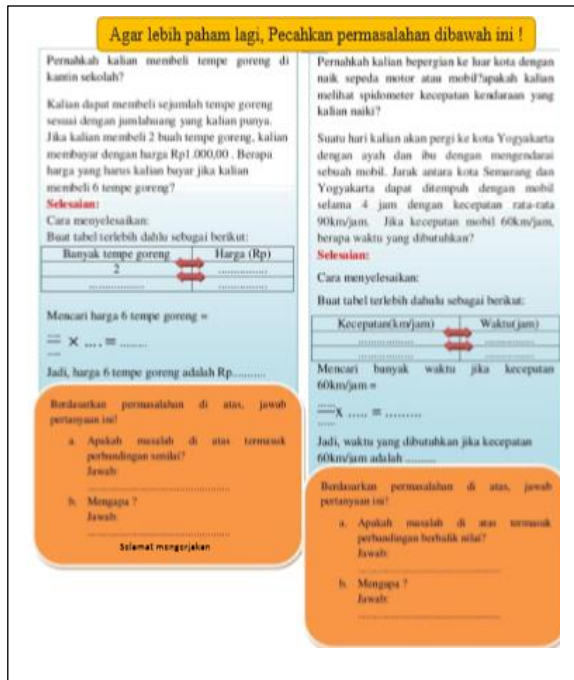 Agar lebih paham lagi, Pecahkan permasalahan dibawah ini !
Pernahkah kalian membeli tempe goreng di
kantin sekolah?
Kalian dapat membeli sejumlah tempe goreng
sesuai dengan jumlahuang yang kalian punya.
Jika kalian membeli 2 buah tempe goreng, kalian
membayar dengan harga Rp1.000,00 . Berapa
harga yang harus kalian bayar jika kalian
membeli 6 tempe goreng?
Selesaian:
Cara menyelesaikan:
Buat tabel terlebih dahlu sebagai berikut:
Banyak tempe goreng Harga (Rp)
2 ...............
................. ...............
Mencari harga 6 tempe goreng =
...... × .... = ........
Jadi, harga 6 tempe goreng adalah Rp..........
Berdasarkan permasalahan di atas, jawab
pertanyaan ini!
a. Apakah masalah di atas termasuk
perbandingan senilai?
Jawab:
............................................
b. Mengapa ?
Jawab:
............................................
Selamat mengerjakan
Pernahkah kalian bepergian ke luar kota dengan
naik sepeda motor atau mobil?apakah kalian
melihat spidometer kecepatan kendaraan yang
kalian naiki?
Suatu hari kalian akan pergi ke kota Yogyakarta
dengan ayah dan ibu dengan mengendarai
sebuah mobil. Jarak antara kota Semarang dan
Yogyakarta dapat ditempuh dengan mobil
selama 4 jam dengan kecepatan rata-rata
90km/jam. Jika kecepatan mobil 60km/jam,
berapa waktu yang dibutuhkan?
Selesaian:
Cara menyelesaikan:
Buat tabel terlebih dahulu sebagai berikut:
Kecepatan(km/jam) Waktu(jam)
................. ...............
................. ...............
Mencari banyak waktu jika kecepatan
60km/jam =
......x ..... = .........
Jadi, waktu yang dibutuhkan jika kecepatan
60km/jam adalah .........
Berdasarkan permasalahan di atas, jawab
pertanyaan ini!
a. Apakah masalah di atas termasuk
perbandingan berbalik nilai?
Jawab:
............................................
b. Mengapa ?
Jawab:
............................................